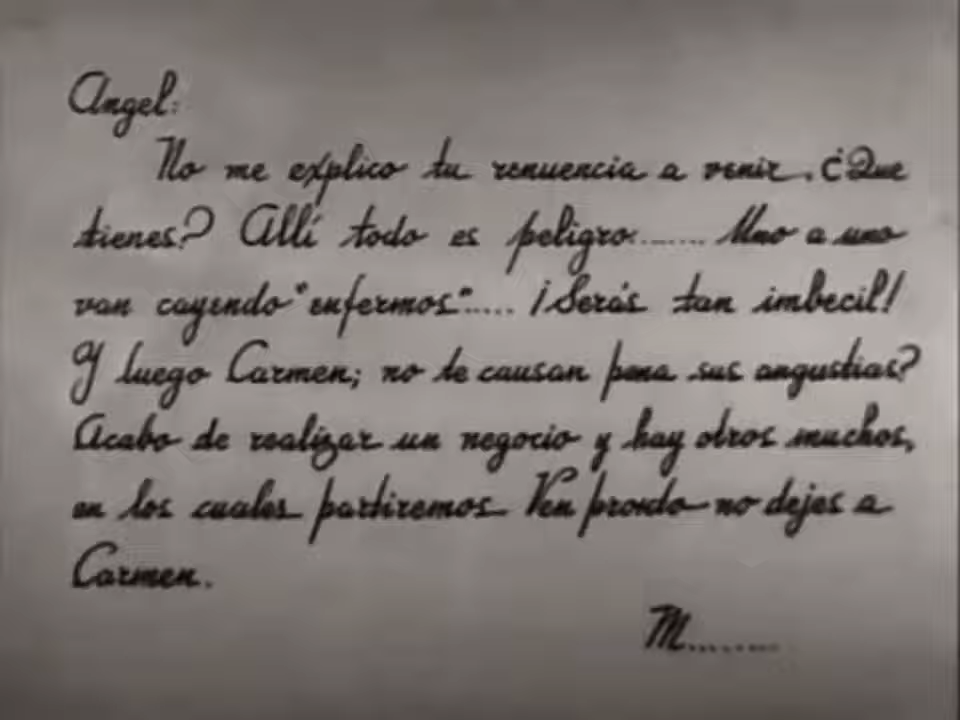 Angel:
No me explico tu renuencia a venir. ¿Que
tienes? Allí todo es peligro........ Uno a uno
van cayendo "enfermos"..... ¡Serás tan imbecil!
Y luego Carmen; no te causan pena sus angustias?
Acabo de realizar un negocio y hay otros muchos,
en los cuales partiremos. Ven pronto no dejes a
Carmen.
M.........